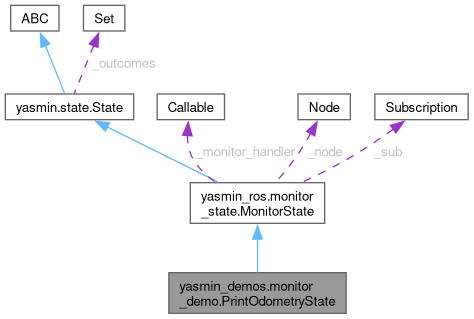 ABC
Set
_outcomes
yasmin.state.State
Callable
Node
Subscription
_monitor_handler
_node
_sub
yasmin_ros.monitor
_state.MonitorState
yasmin_demos.monitor
_demo.PrintOdometryState